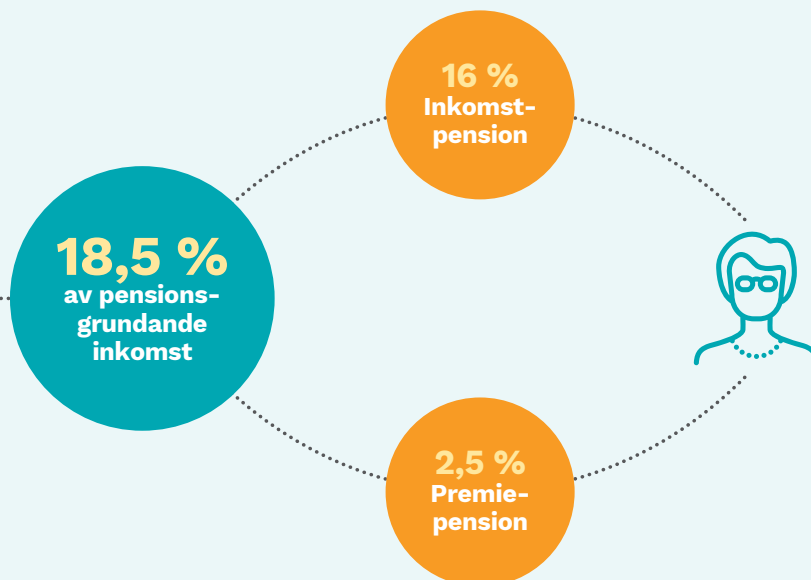 16 %
Inkomst-
pension
18,5 %
av pensions-
grundande
inkomst
2,5 %
Premie-
pension